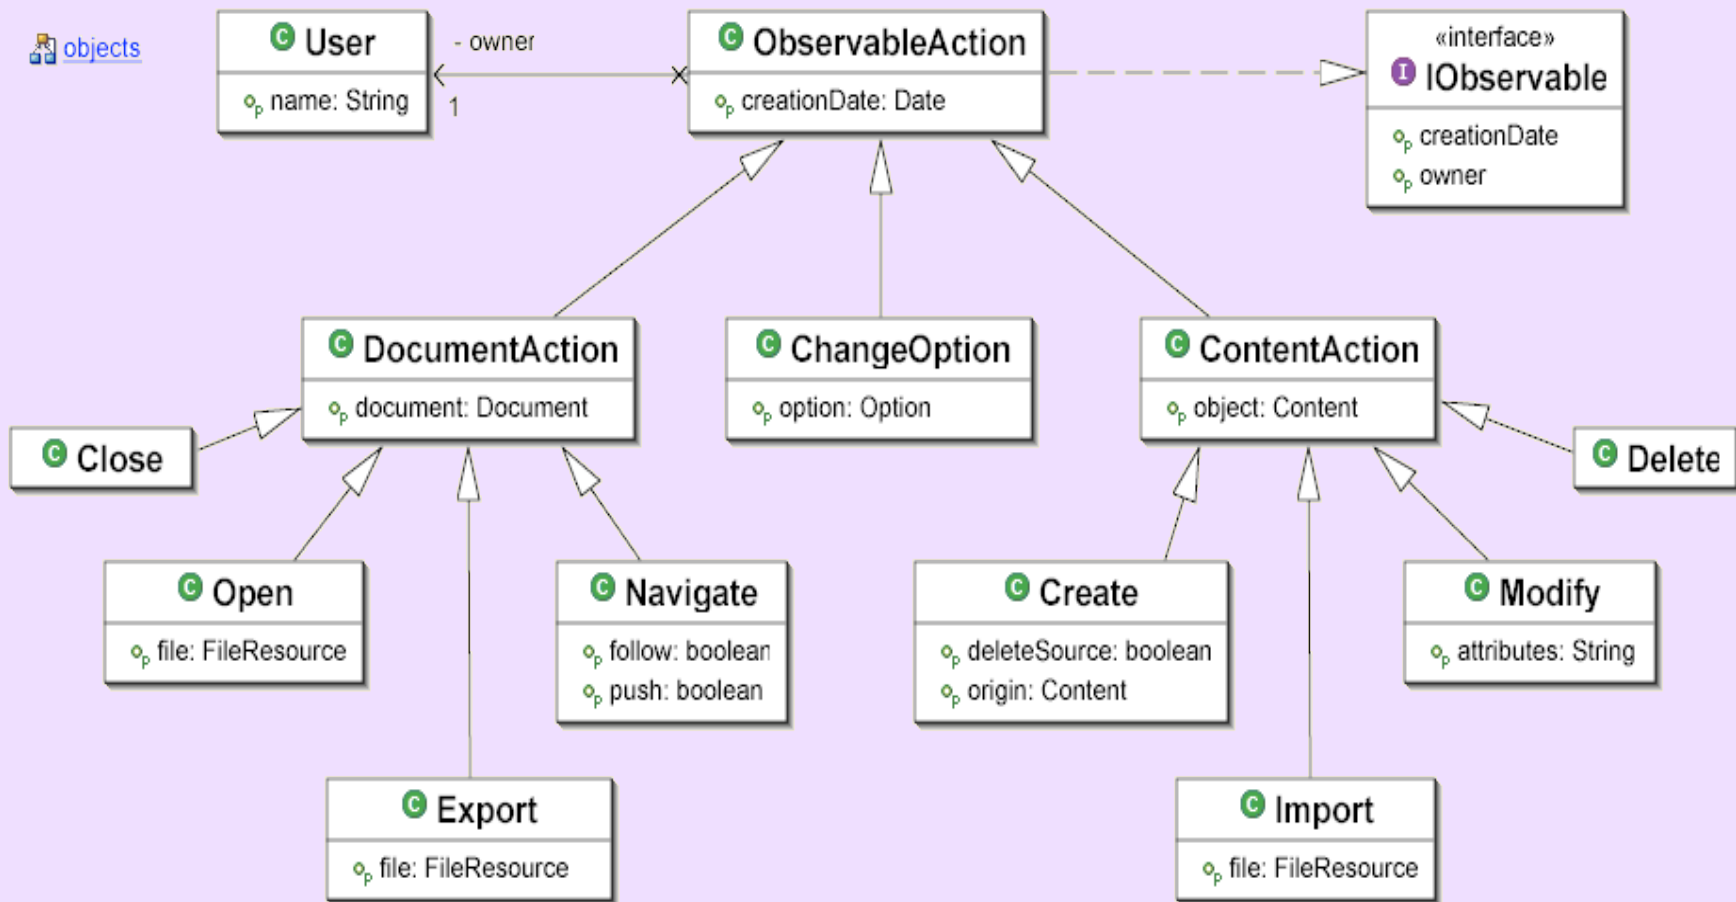 objects
User
name: String
- owner
1
ObservableAction
creationDate: Date
«interface»
IObservable
creationDate
owner
DocumentAction
document: Document
ChangeOption
option: Option
ContentAction
object: Content
Close
Delete
Open
file: FileResource
Navigate
follow: boolean
push: boolean
Create
deleteSource: boolean
origin: Content
Modify
attributes: String
Export
file: FileResource
Import
file: FileResource